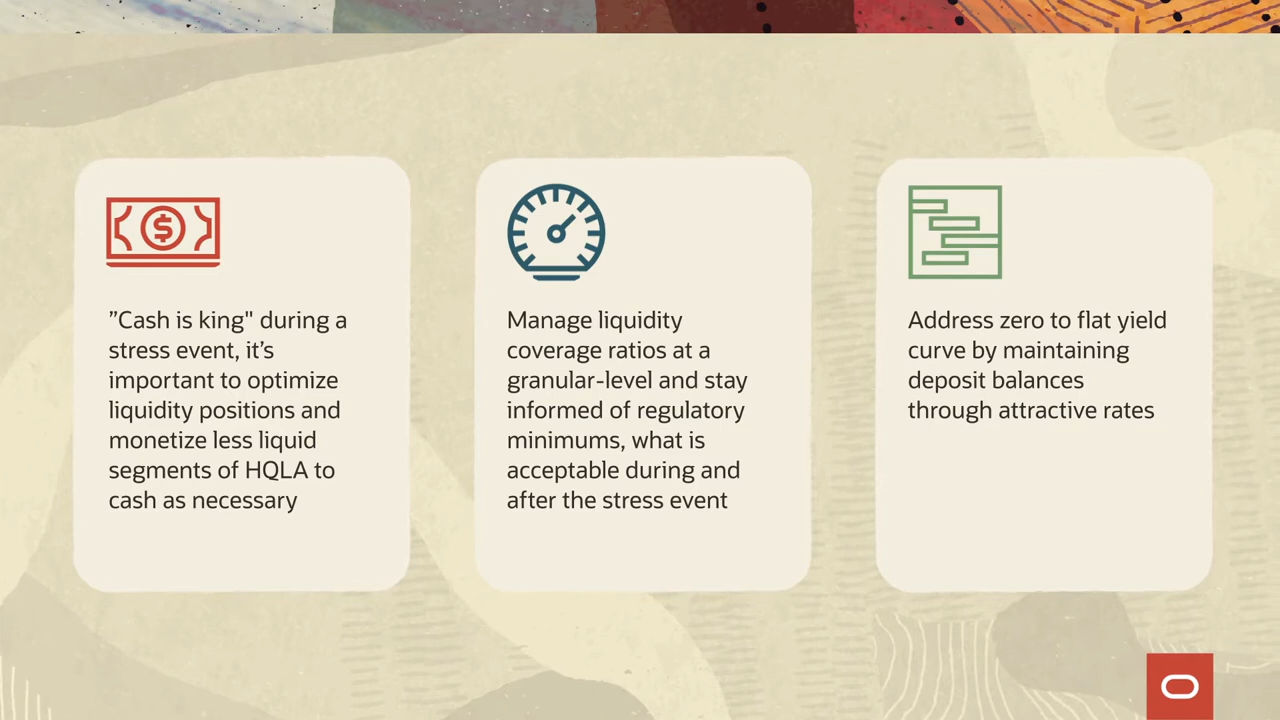 ”Cash is king" during a
stress event, it’s
important to optimize
liquidity positions and
monetize less liquid
segments of HQLA to
cash as necessary
Manage liquidity
coverage ratios at a
granular-level and stay
informed of regulatory
minimums, what is
acceptable during and
after the stress event
Address zero to flat yield
curve by maintaining
deposit balances
through attractive rates